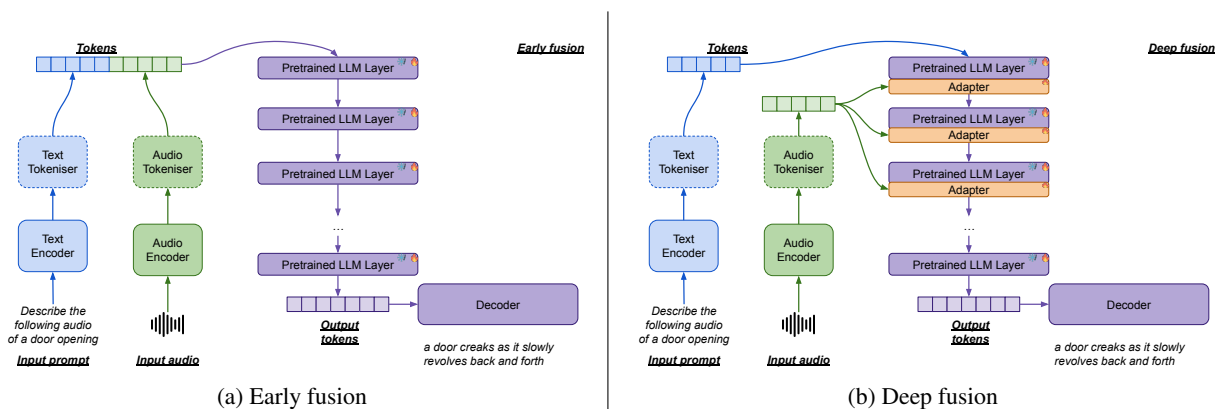 Tokens
Early fusion
Pretrained LLM Layer
Pretrained LLM Layer
Text
Tokeniser
Audio
Tokeniser
Pretrained LLM Layer
...
Text
Encoder
Audio
Encoder
Pretrained LLM Layer
Decoder
Describe the
following audio
of a door opening
Input prompt
Input audio
Output
tokens
a door creaks as it slowly
revolves back and forth
(a) Early fusion
Tokens
Deep fusion
Pretrained LLM Layer
Adapter
Pretrained LLM Layer
Adapter
Text
Tokeniser
Audio
Tokeniser
Pretrained LLM Layer
Adapter
...
Text
Encoder
Audio
Encoder
Pretrained LLM Layer
Decoder
Describe the
following audio
of a door opening
Input prompt
Input audio
Output
tokens
a door creaks as it slowly
revolves back and forth
(b) Deep fusion